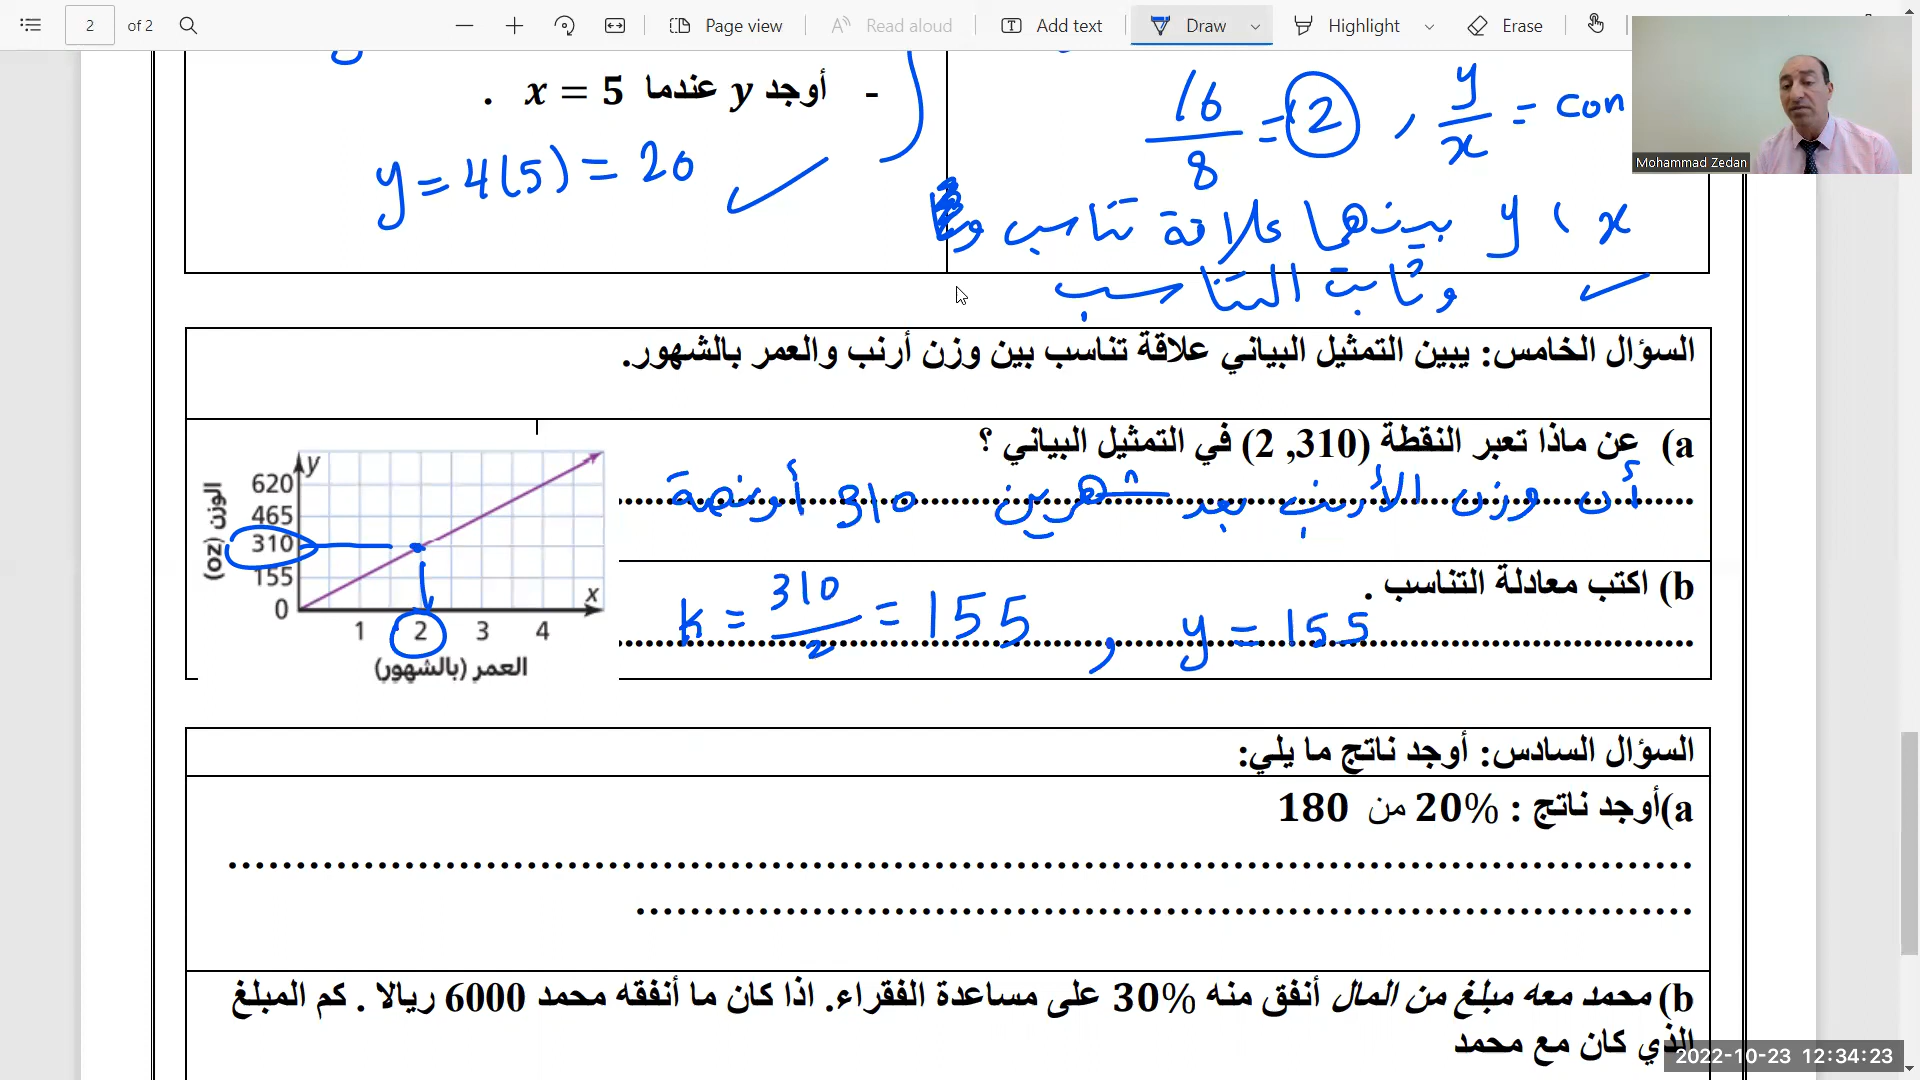 2 of 2 Page view Read aloud Add text Draw Highlight Erase
Mohammad Zedan
- أوجد y عندما x = 5 .
y = 4(5) = 20
16/8 = 2 , y/x = con
x ، y بينهما علاقة تناسب
وثابت التناسب
السؤال الخامس: يبين التمثيل البياني علاقة تناسب بين وزن أرنب والعمر بالشهور.
a) عن ماذا تعبر النقطة (2, 310) في التمثيل البياني ؟
أن وزن الأرنب بعد شهرين 310 أونصة
b) اكتب معادلة التناسب .
k = 310/2 = 155 , y = 155
y
620
465
310
155
0
x
1 2 3 4
الوزن (oz)
العمر (بالشهور)
السؤال السادس: أوجد ناتج ما يلي:
a)أوجد ناتج : 20% من 180
b) محمد معه مبلغ من المال أنفق منه 30% على مساعدة الفقراء. اذا كان ما أنفقه محمد 6000 ريالا . كم المبلغ
الذي كان مع محمد
2022-10-23 12:34:23